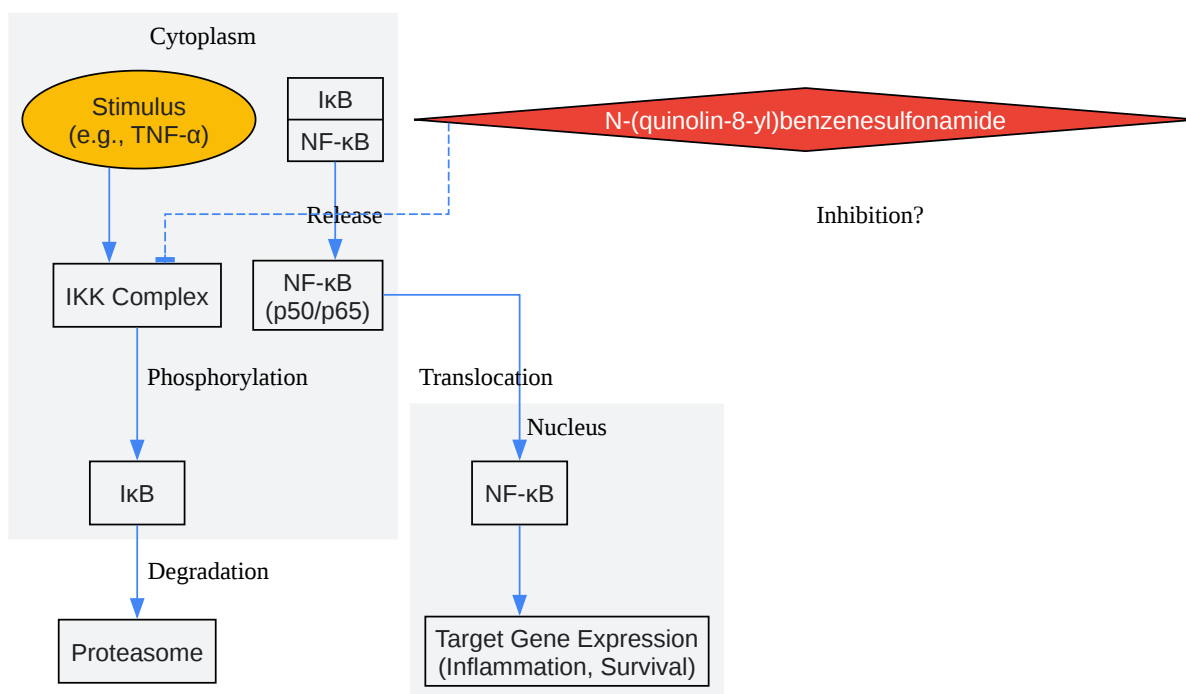 Cytoplasm
Stimulus
(e.g., TNF-α)
IκB
NF-κB
N-(quinolin-8-yl)benzenesulfonamide
Release
Inhibition?
IKK Complex
NF-κB
(p50/p65)
Phosphorylation
Translocation
Nucleus
IκB
NF-κB
Degradation
Proteasome
Target Gene Expression
(Inflammation, Survival)